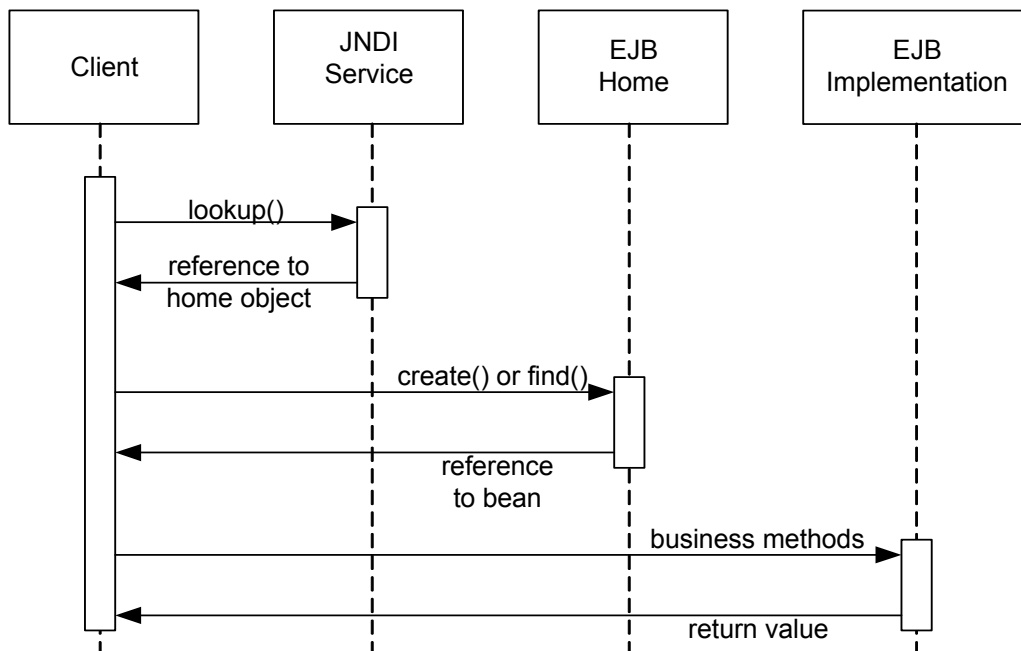 Client
JNDI
Service
EJB
Home
EJB
Implementation
lookup()
reference to
home object
create() or find()
reference
to bean
business methods
return value